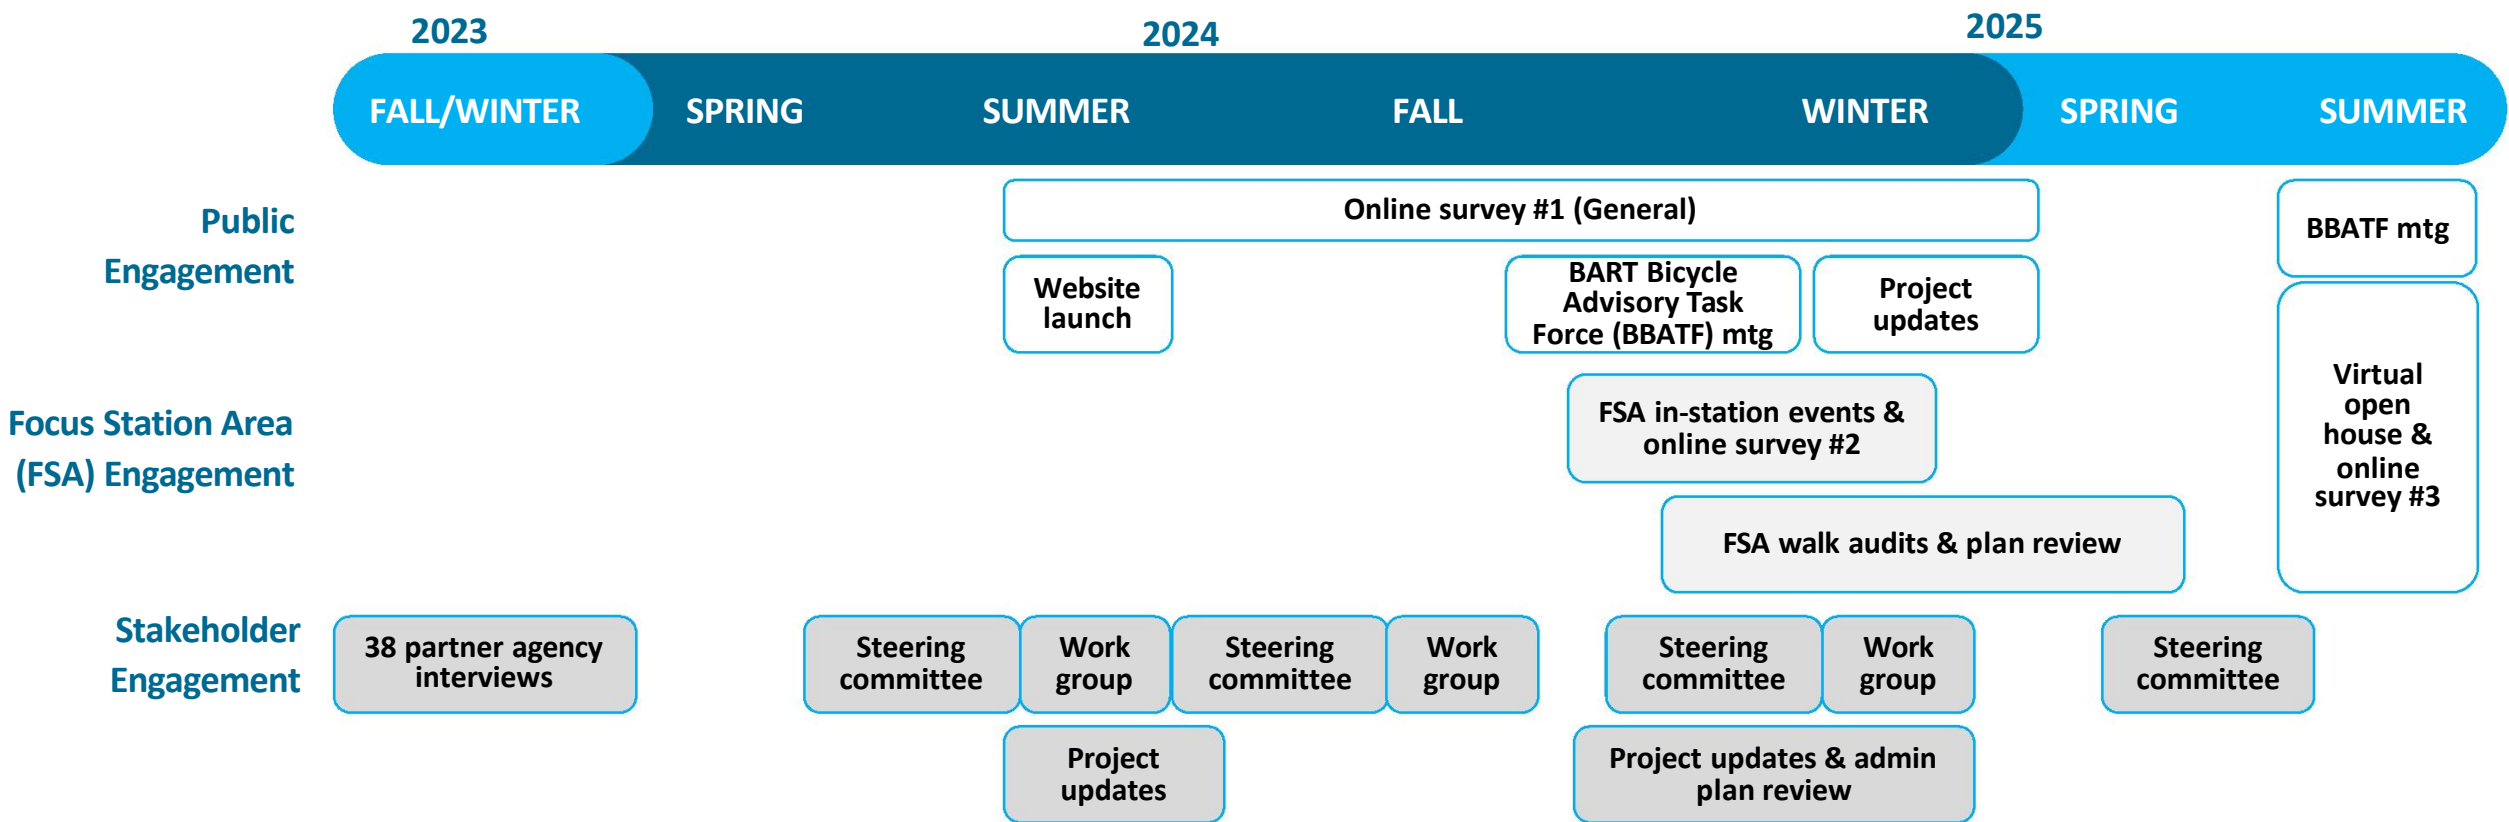 2023
2024
2025
FALL/WINTER
SPRING
SUMMER
FALL
WINTER
SPRING
SUMMER
Public
Engagement
Online survey #1 (General)
BBATF mtg
Website
launch
BART Bicycle
Advisory Task
Force (BBATF) mtg
Project
updates
Virtual
open
house &
online
survey #3
Focus Station Area
(FSA) Engagement
FSA in-station events &
online survey #2
FSA walk audits & plan review
Stakeholder
Engagement
38 partner agency
interviews
Steering
committee
Work
group
Steering
committee
Work
group
Steering
committee
Work
group
Steering
committee
Project
updates
Project updates & admin
plan review